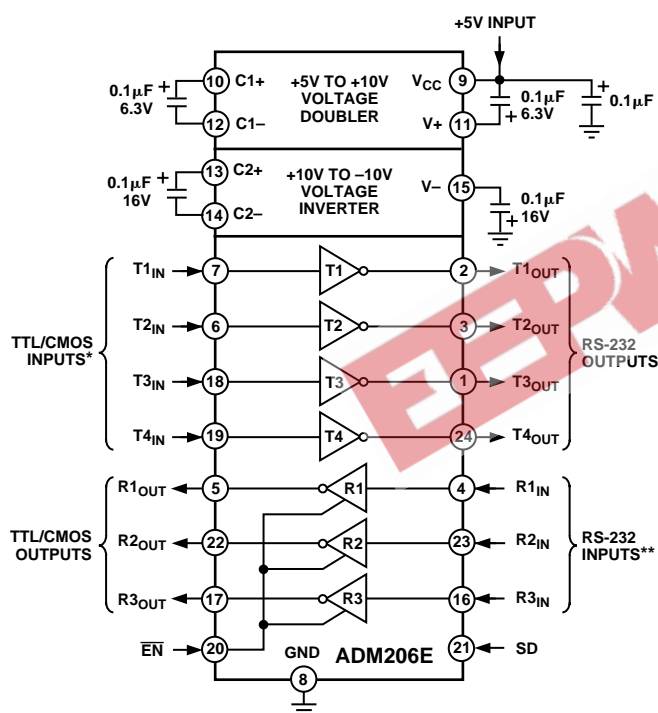 +5V INPUT
0.1μF
6.3V
+
10
C1+
12
C1–
+5V TO +10V
VOLTAGE
DOUBLER
VCC
9
V+
11
+
0.1μF
6.3V
+
0.1μF
0.1μF
16V
+
13
C2+
14
C2–
+10V TO –10V
VOLTAGE
INVERTER
V–
15
0.1μF
16V
+
TTL/CMOS
INPUTS*
T1IN
7
T1
2
T1OUT
T2IN
6
T2
3
T2OUT
T3IN
18
T3
1
T3OUT
T4IN
19
T4
24
T4OUT
RS-232
OUTPUTS
TTL/CMOS
OUTPUTS
R1OUT
5
R1
4
R1IN
R2OUT
22
R2
23
R2IN
R3OUT
17
R3
16
R3IN
RS-232
INPUTS**
EN
20
GND
8
ADM206E
21
SD